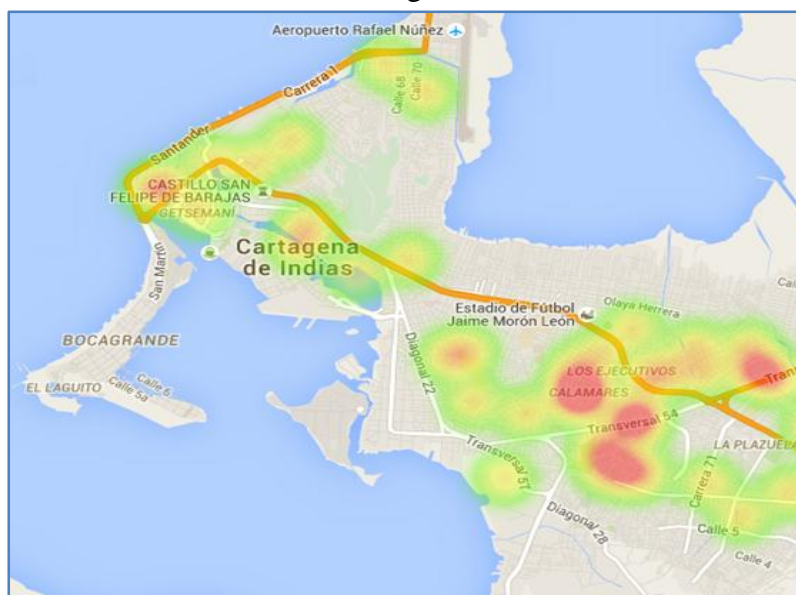 Aeropuerto Rafael Núñez
Carrera 1
Calle 68
Calle 70
Santander
CASTILLO SAN
FELIPE DE BARAJAS
GETSEMANÍ
Cartagena
de Indias
San Martín
Estadio de Fútbol
Jaime Morón León
Olaya Herrera
BOCAGRANDE
Diagonal 22
LOS EJECUTIVOS
EL LAGUITO
Calle 6
Calle 5a
CALAMARES
Transversal 54
LA PLAZUELA
Transversal 57
Carrera 71
Diagonal 28
Calle 5
Calle 4